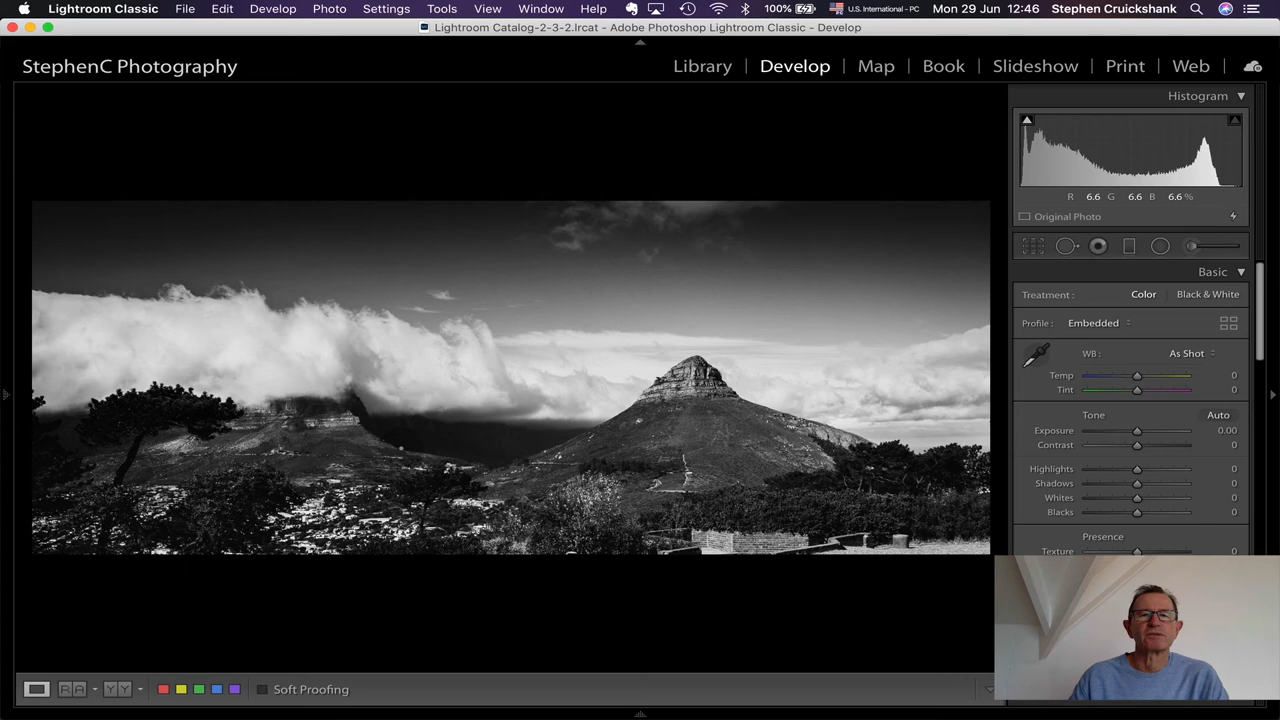 Lightroom Classic File Edit Develop Photo Settings Tools View Window Help 100% U.S. International - PC Mon 29 Jun 12:46 Stephen Cruickshank
Lightroom Catalog-2-3-2.lrcat - Adobe Photoshop Lightroom Classic - Develop
StephenC Photography Library | Develop | Map | Book | Slideshow | Print | Web
Histogram
R 6.6 G 6.6 B 6.6 %
Original Photo
Basic
Treatment : Color Black & White
Profile : Embedded
WB : As Shot
Temp 0
Tint 0
Tone Auto
Exposure 0.00
Contrast 0
Highlights 0
Shadows 0
Whites 0
Blacks 0
Presence
Texture 0
R A Y Y Soft Proofing